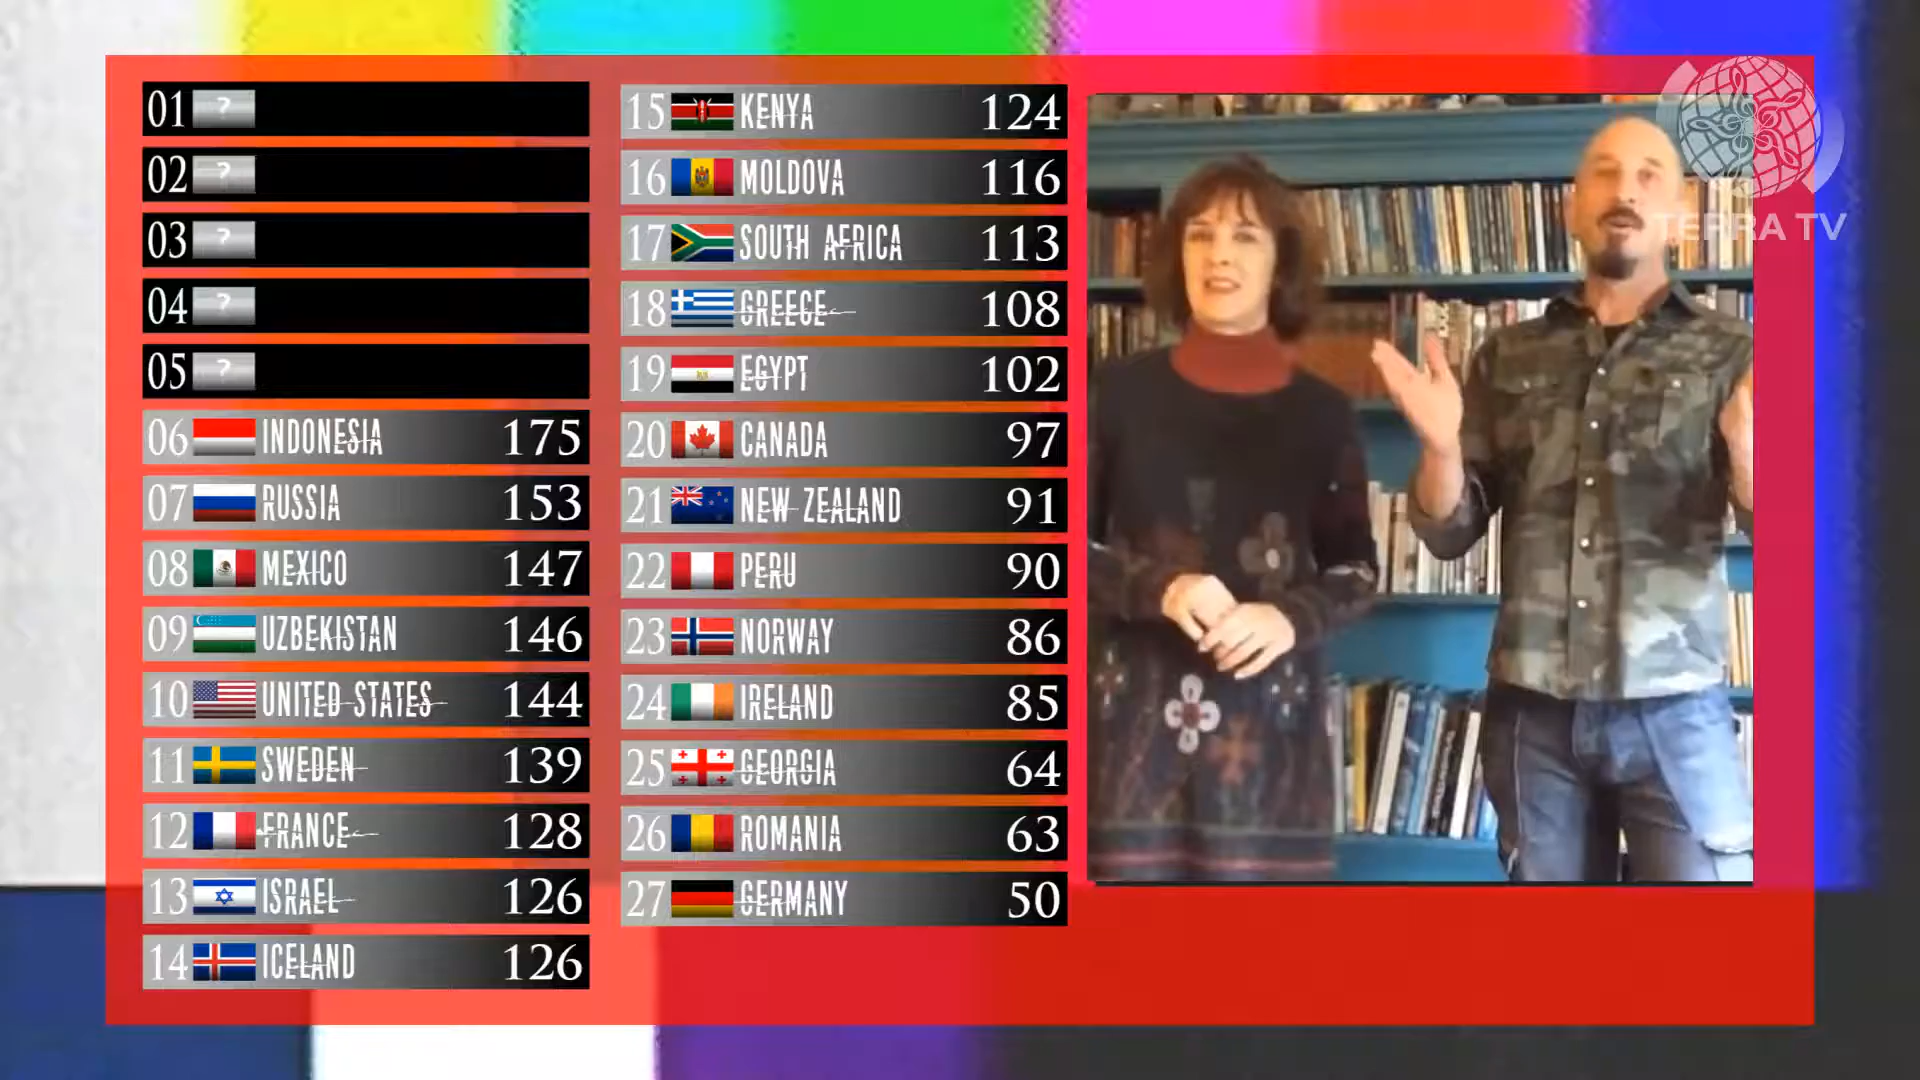 01 ?
02 ?
03 ?
04 ?
05 ?
06 INDONESIA 175
07 RUSSIA 153
08 MEXICO 147
09 UZBEKISTAN 146
10 UNITED STATES 144
11 SWEDEN 139
12 FRANCE 128
13 ISRAEL 126
14 ICELAND 126
15 KENYA 124
16 MOLDOVA 116
17 SOUTH AFRICA 113
18 GREECE 108
19 EGYPT 102
20 CANADA 97
21 NEW ZEALAND 91
22 PERU 90
23 NORWAY 86
24 IRELAND 85
25 GEORGIA 64
26 ROMANIA 63
27 GERMANY 50
TERRA TV